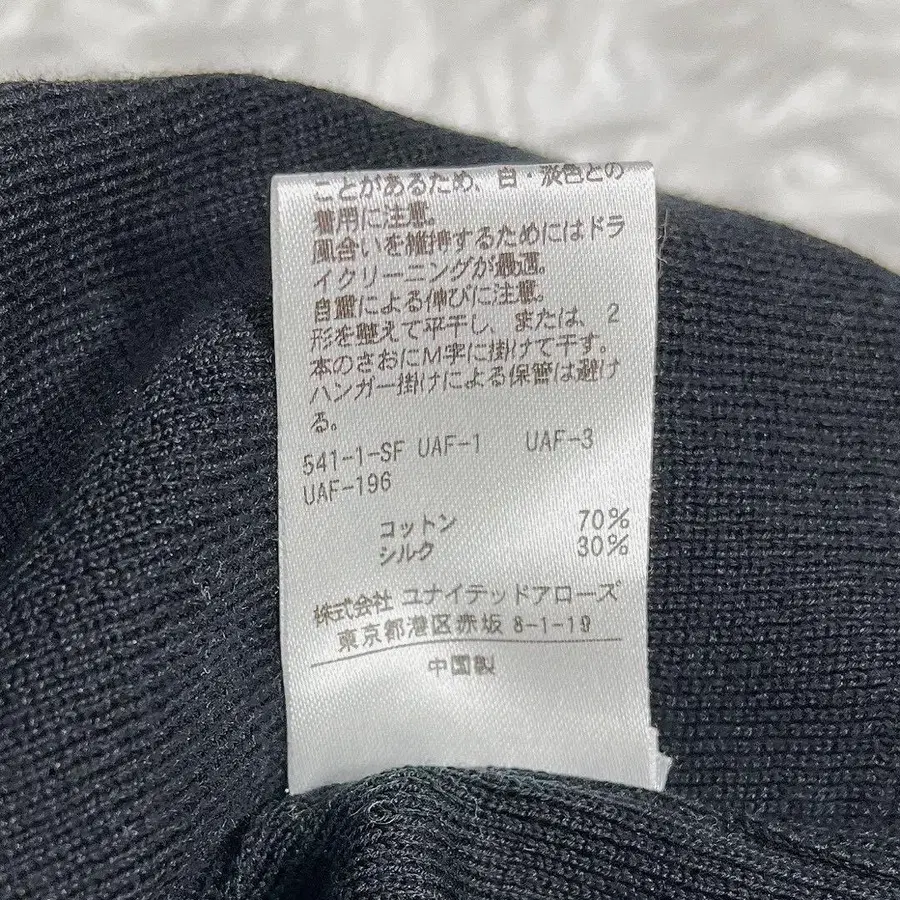 ことがあるため、白・淡色との
着用に注意。
風合いを維持するためにはドラ
イクリーニングが最適。
自重による伸びに注意。
形を整えて平干し、または、2
本のさおにM字に掛けて干す。
ハンガー掛けによる保管は避け
る。
541-1-SF UAF-1 UAF-3
UAF-196
コットン 70%
シルク 30%
株式会社 ユナイテッドアローズ
東京都港区赤坂 8-1-19
中国製